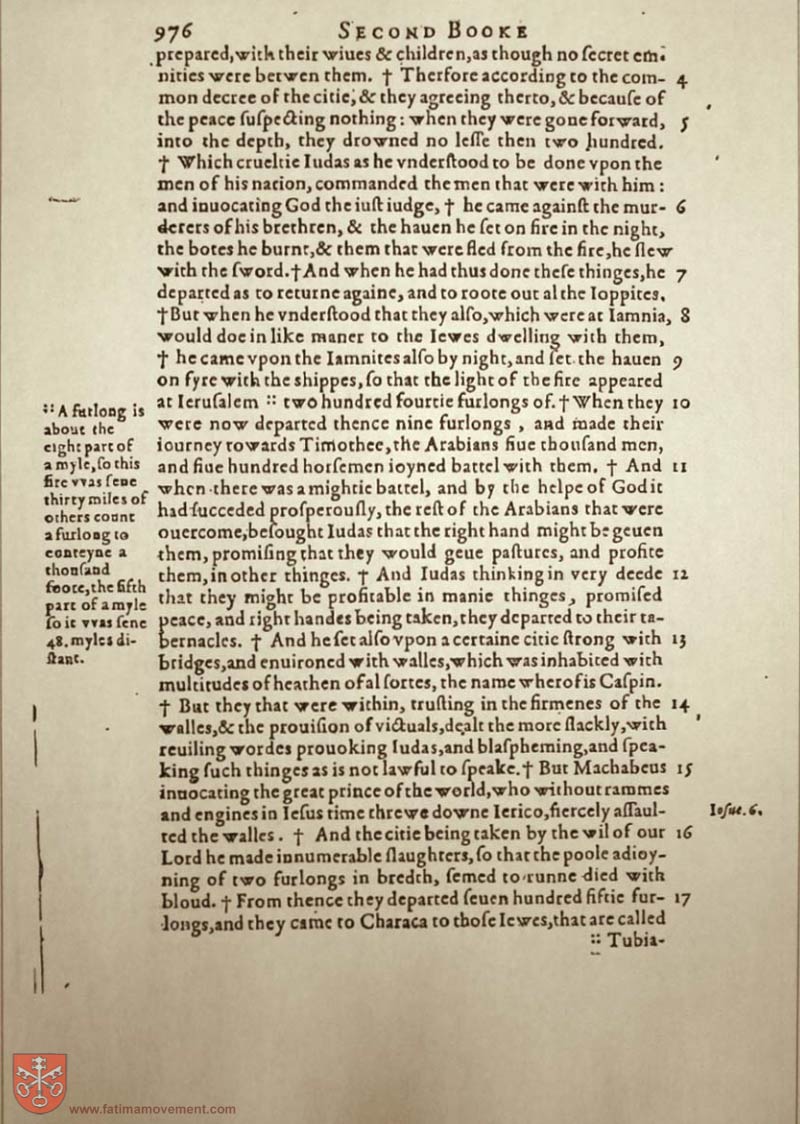 976 SECOND BOOKE
prepared, with their wiues & children, as though no ſecret em-
nities were betwen them. † Therfore according to the com- 4
mon decree of the citie, & they agreeing therto, & becauſe of
the peace ſuſpecting nothing: when they were gone forward, 5
into the depth, they drowned no leſſe then two hundred.
† Which crueltie Iudas as he vnderſtood to be done vpon the
men of his nation, commanded the men that were with him:
and inuocating God the iuſt iudge, † he came againſt the mur- 6
derers of his brethren, & the hauen he ſet on fire in the night,
the botes he burnt, & them that were fled from the fire, he ſlew
with the ſword. † And when he had thus done theſe thinges, he 7
departed as to returne againe, and to roote out al the Ioppites.
† But when he vnderſtood that they alſo, which were at Iamnia, 8
would doe in like maner to the Iewes dwelling with them,
† he came vpon the Iamnites alſo by night, and ſet the hauen 9
on fyre with the ſhippes, ſo that the light of the fire appeared
at Ieruſalem :: two hundred fourtie furlongs of. † When they 10
were now departed thence nine furlongs, and made their
iourney towards Timothee, the Arabians fiue thouſand men,
and fiue hundred horſemen ioyned battel with them. † And 11
when there was a mightie battel, and by the helpe of God it
had ſucceded proſperouſly, the reſt of the Arabians that were
ouercome, beſought Iudas that the right hand might be geuen
them, promiſing that they would geue paſtures, and profite
them, in other thinges. † And Iudas thinking in very deede 12
that they might be profitable in manie thinges, promiſed
peace, and right handes being taken, they departed to their ta-
bernacles. † And he ſet alſo vpon a certaine citie ſtrong with 13
bridges, and enuironed with walles, which was inhabited with
multitudes of heathen of al ſortes, the name wherof is Caſpin.
† But they that were within, truſting in the firmenes of the 14
walles, & the prouiſion of victuals, dealt the more ſlackly, with
reuiling wordes prouoking Iudas, and blaſpheming, and ſpea-
king ſuch thinges as is not lawful to ſpeake. † But Machabeus 15
inuocating the great prince of the world, who without rammes
and engines in Ieſus time threwe downe Ierico, fiercely aſſaul-
ted the walles. † And the citie being taken by the wil of our 16
Lord he made innumerable ſlaughters, ſo that the poole adioy-
ning of two furlongs in bredth, ſemed to runne died with
bloud. † From thence they departed ſeuen hundred fiftie fur- 17
longs, and they came to Characa to thoſe Iewes, that are called
:: Tubia-
:: A furlong is
about the
eight part of
a myle, ſo this
fire vvas ſene
thirty miles of
others count
a furlong to
conteyne a
thouſand
foote, the fifth
part of a myle
ſo it vvas ſene
48. myles di-
ſtant.
Ioſue. 6.
www.fatimamovement.com